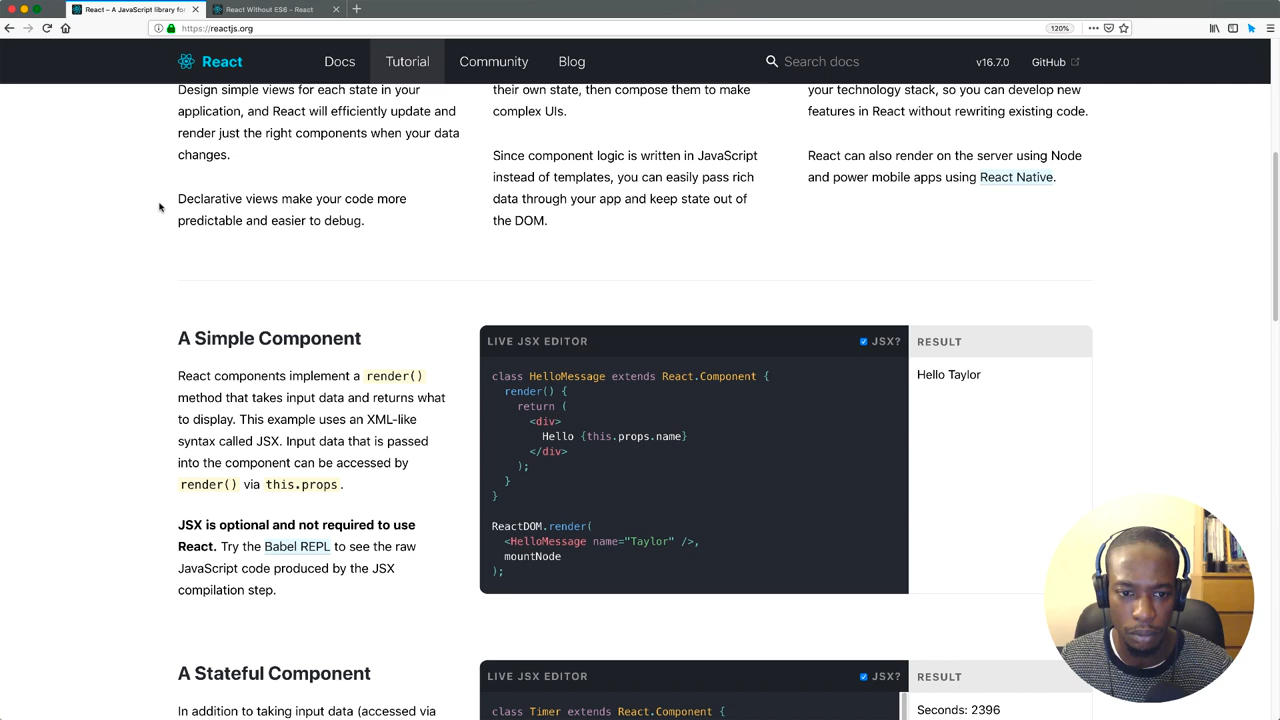 React – A JavaScript library for
React Without ES6 – React
https://reactjs.org
120%
React
Docs
Tutorial
Community
Blog
Search docs
v16.7.0
GitHub
Design simple views for each state in your
application, and React will efficiently update and
render just the right components when your data
changes.
Declarative views make your code more
predictable and easier to debug.
their own state, then compose them to make
complex UIs.
Since component logic is written in JavaScript
instead of templates, you can easily pass rich
data through your app and keep state out of
the DOM.
your technology stack, so you can develop new
features in React without rewriting existing code.
React can also render on the server using Node
and power mobile apps using React Native.
A Simple Component
React components implement a render()
method that takes input data and returns what
to display. This example uses an XML-like
syntax called JSX. Input data that is passed
into the component can be accessed by
render() via this.props.
JSX is optional and not required to use
React. Try the Babel REPL to see the raw
JavaScript code produced by the JSX
compilation step.
LIVE JSX EDITOR
JSX?
class HelloMessage extends React.Component {
render() {
return (
<div>
Hello {this.props.name}
</div>
);
}
}
ReactDOM.render(
<HelloMessage name="Taylor" />,
mountNode
);
RESULT
Hello Taylor
A Stateful Component
In addition to taking input data (accessed via
LIVE JSX EDITOR
JSX?
class Timer extends React.Component {
RESULT
Seconds: 2396